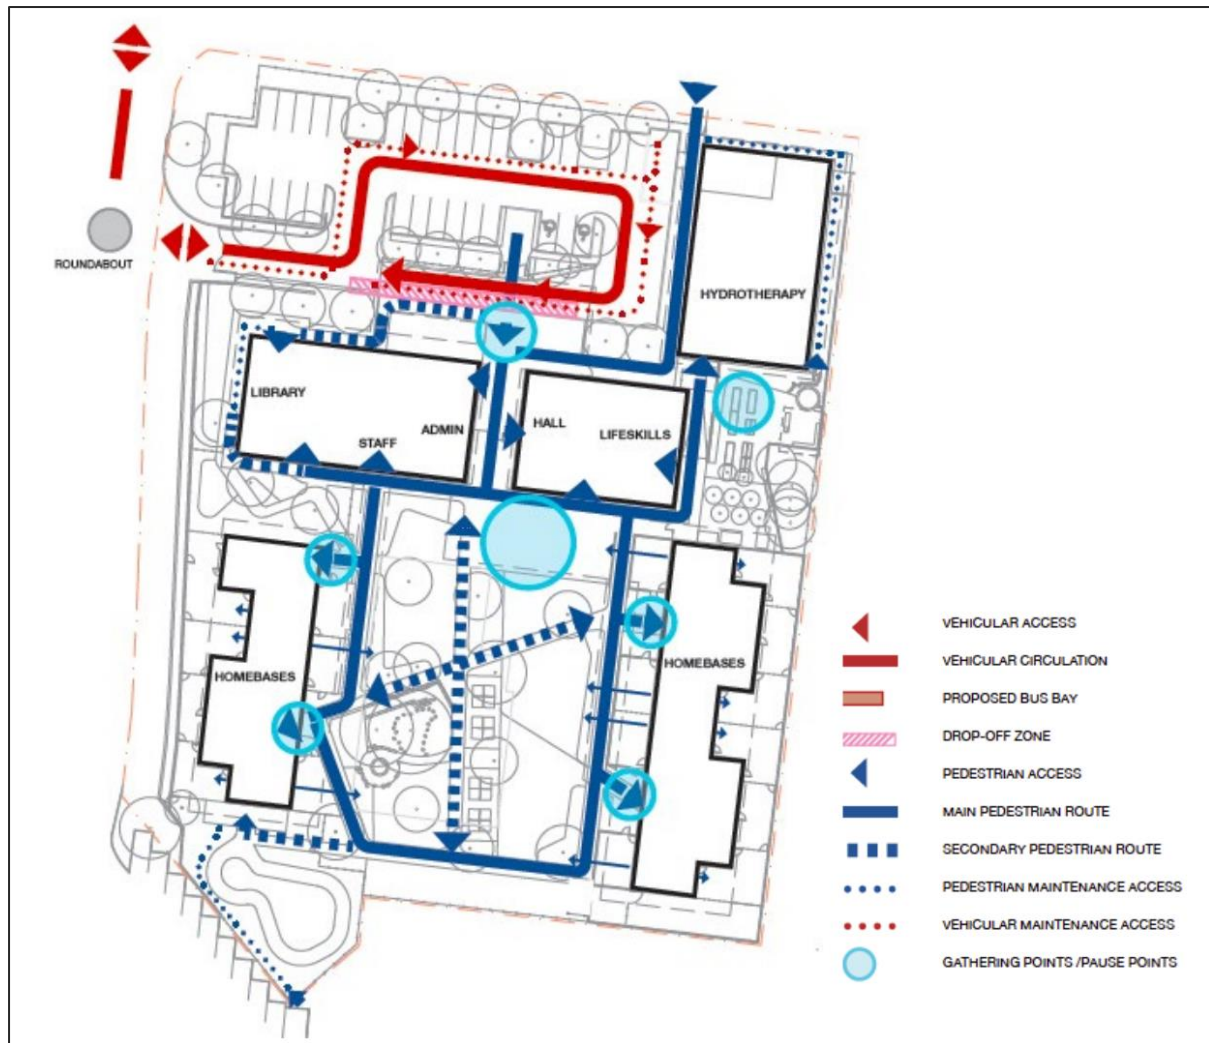 ROUNDABOUT
HYDROTHERAPY
LIBRARY
STAFF
ADMIN
HALL
LIFESKILLS
HOMEBASES
HOMEBASES
VEHICULAR ACCESS
VEHICULAR CIRCULATION
PROPOSED BUS BAY
DROP-OFF ZONE
PEDESTRIAN ACCESS
MAIN PEDESTRIAN ROUTE
SECONDARY PEDESTRIAN ROUTE
PEDESTRIAN MAINTENANCE ACCESS
VEHICULAR MAINTENANCE ACCESS
GATHERING POINTS /PAUSE POINTS